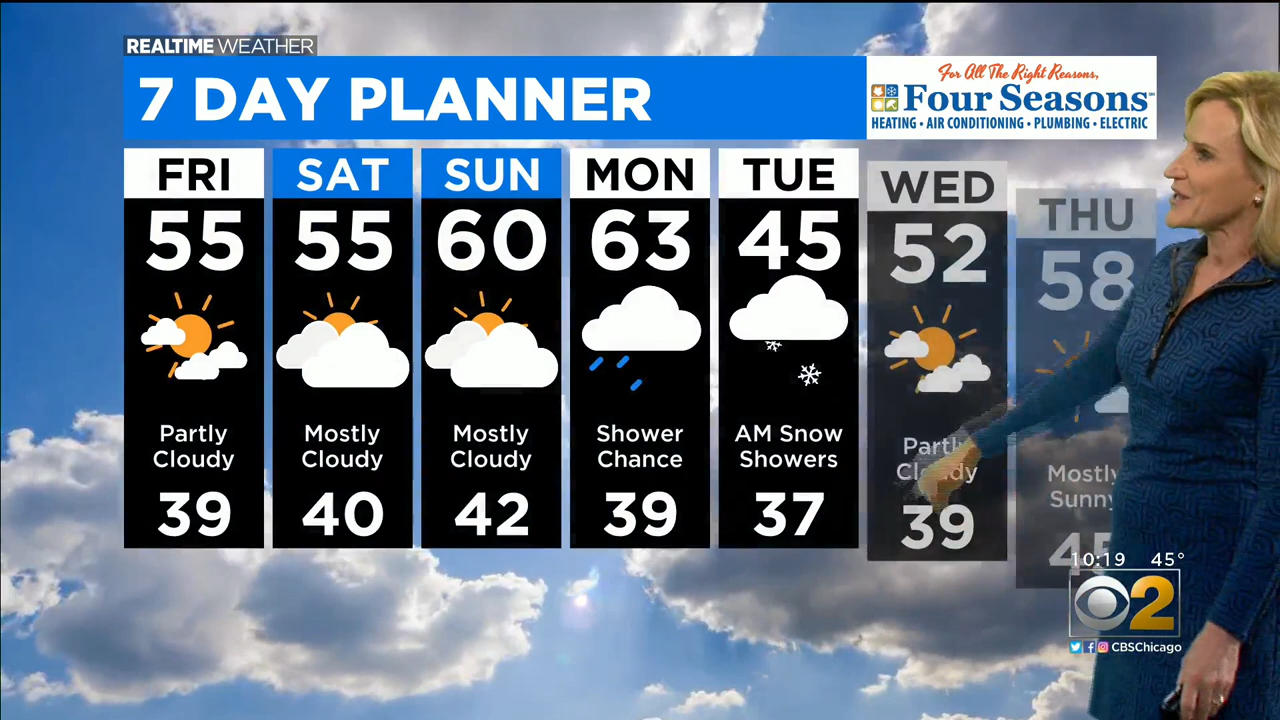 REALTIME WEATHER
7 DAY PLANNER
For All The Right Reasons,
Four Seasons
HEATING • AIR CONDITIONING • PLUMBING • ELECTRIC
FRI
55
Partly
Cloudy
39
SAT
55
Mostly
Cloudy
40
SUN
60
Mostly
Cloudy
42
MON
63
Shower
Chance
39
TUE
45
AM Snow
Showers
37
WED
52
Partly
Cloudy
39
THU
58
Mostly
Sunny
10:19 45°
2
CBSChicago